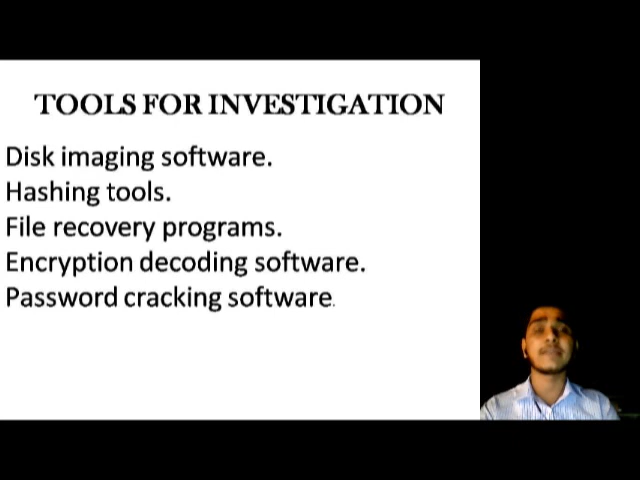 TOOLS FOR INVESTIGATION
Disk imaging software.
Hashing tools.
File recovery programs.
Encryption decoding software.
Password cracking software.